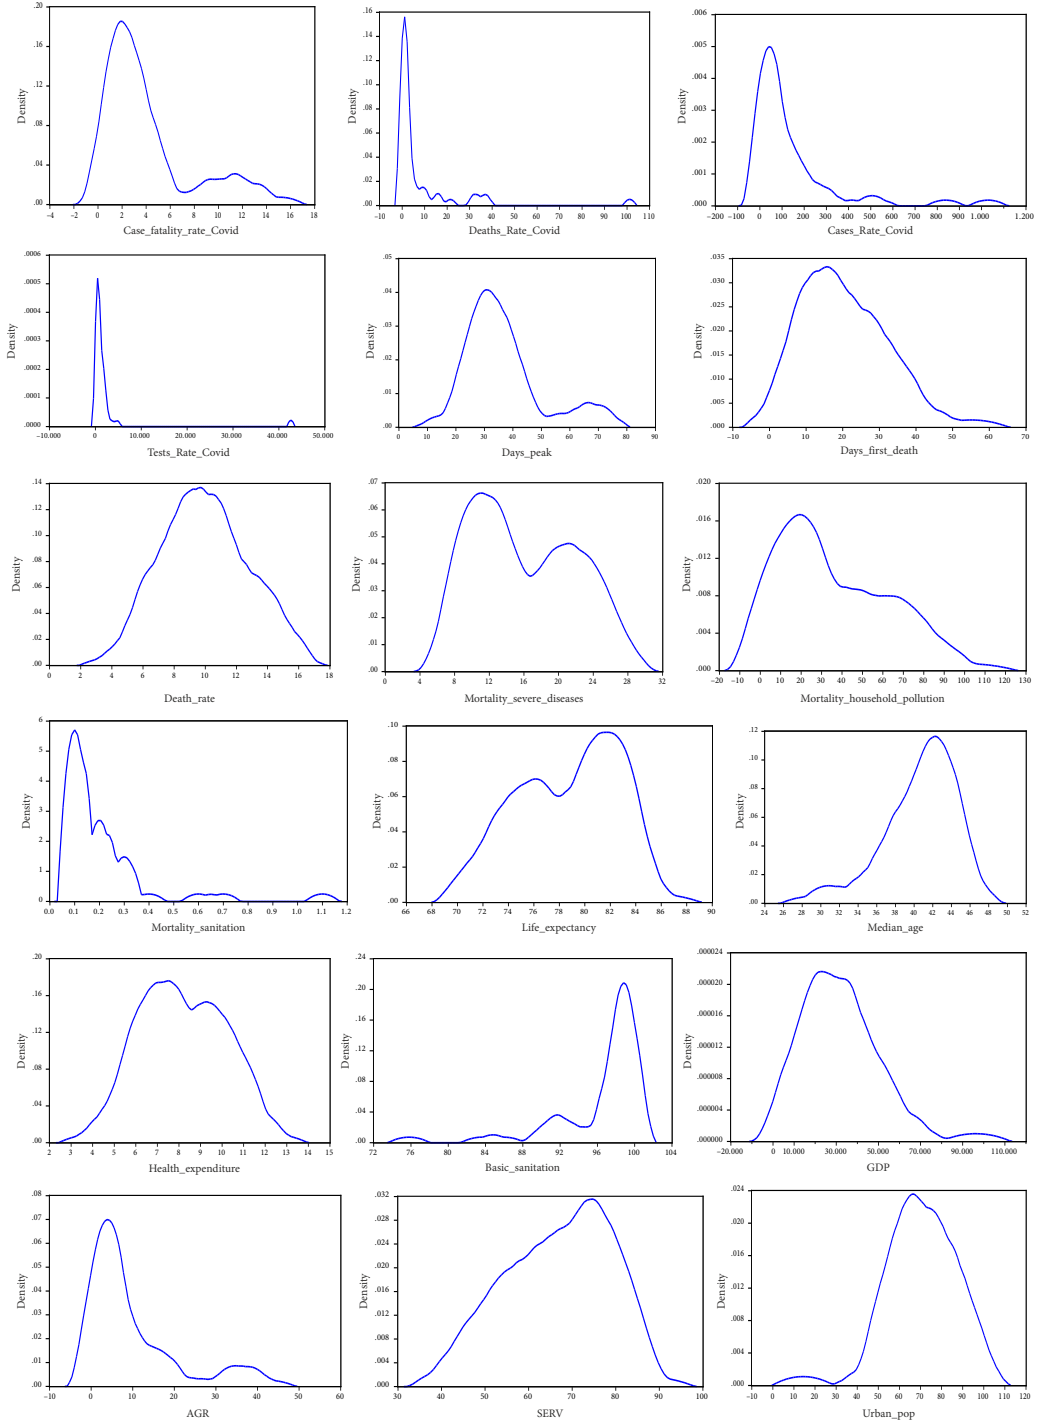 .20
.16
.12
.08
.04
.00
Density
−4 −2 0 2 4 6 8 10 12 14 16 18
Case_fatality_rate_Covid
.16
.14
.12
.10
.08
.06
.04
.02
.00
Density
−10 0 10 20 30 40 50 60 70 80 90 100 110
Deaths_Rate_Covid
.006
.005
.004
.003
.002
.001
.000
Density
−200 −100 0 100 200 300 400 500 600 700 800 900 1.000 1.200
Cases_Rate_Covid
.0006
.0005
.0004
.0003
.0002
.0001
.0000
Density
−10.000 0 10.000 20.000 30.000 40.000 50.000
Tests_Rate_Covid
.05
.04
.03
.02
.01
.00
Density
0 10 20 30 40 50 60 70 80 90
Days_peak
.035
.030
.025
.020
.015
.010
.005
.000
Density
−10 0 10 20 30 40 50 60 70
Days_first_death
.14
.12
.10
.08
.06
.04
.02
.00
Density
0 2 4 6 8 10 12 14 16 18
Death_rate
.07
.06
.05
.04
.03
.02
.01
.00
Density
0 4 8 12 16 20 24 28 32
Mortality_severe_diseases
.020
.016
.012
.008
.004
.000
Density
−20 −10 0 10 20 30 40 50 60 70 80 90 100 110 120 130
Mortality_household_pollution
6
5
4
3
2
1
0
Density
0.0 0.1 0.2 0.3 0.4 0.5 0.6 0.7 0.8 0.9 1.0 1.1 1.2
Mortality_sanitation
.10
.08
.06
.04
.02
.00
Density
66 68 70 72 74 76 78 80 82 84 86 88 90
Life_expectancy
.12
.10
.08
.06
.04
.02
.00
Density
24 26 28 30 32 34 36 38 40 42 44 46 48 50 52
Median_age
.20
.16
.12
.08
.04
.00
Density
2 3 4 5 6 7 8 9 10 11 12 13 14 15
Health_expenditure
.24
.20
.16
.12
.08
.04
.00
Density
72 76 80 84 88 92 96 100 104
Basic_sanitation
.000024
.000020
.000016
.000012
.000008
.000004
.000000
Density
−20.000 0 10.000 30.000 50.000 70.000 90.000 110.000
GDP
.08
.07
.06
.05
.04
.03
.02
.01
.00
Density
−10 0 10 20 30 40 50 60
AGR
.032
.028
.024
.020
.016
.012
.008
.004
.000
Density
30 40 50 60 70 80 90 100
SERV
.024
.020
.016
.012
.008
.004
.000
Density
−10 0 10 20 30 40 50 60 70 80 90 100 110 120
Urban_pop